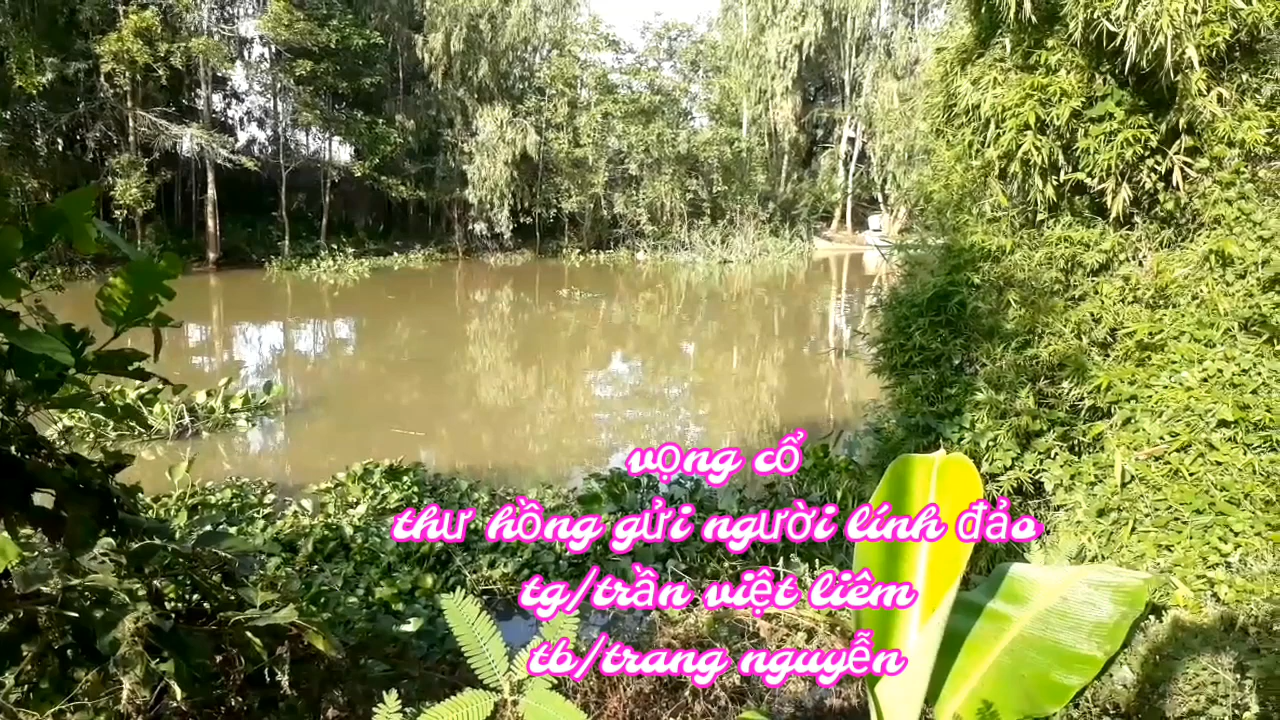 vọng cổ
thư hồng gửi người lính đảo
tg/trần việt liêm
tb/trang nguyễn